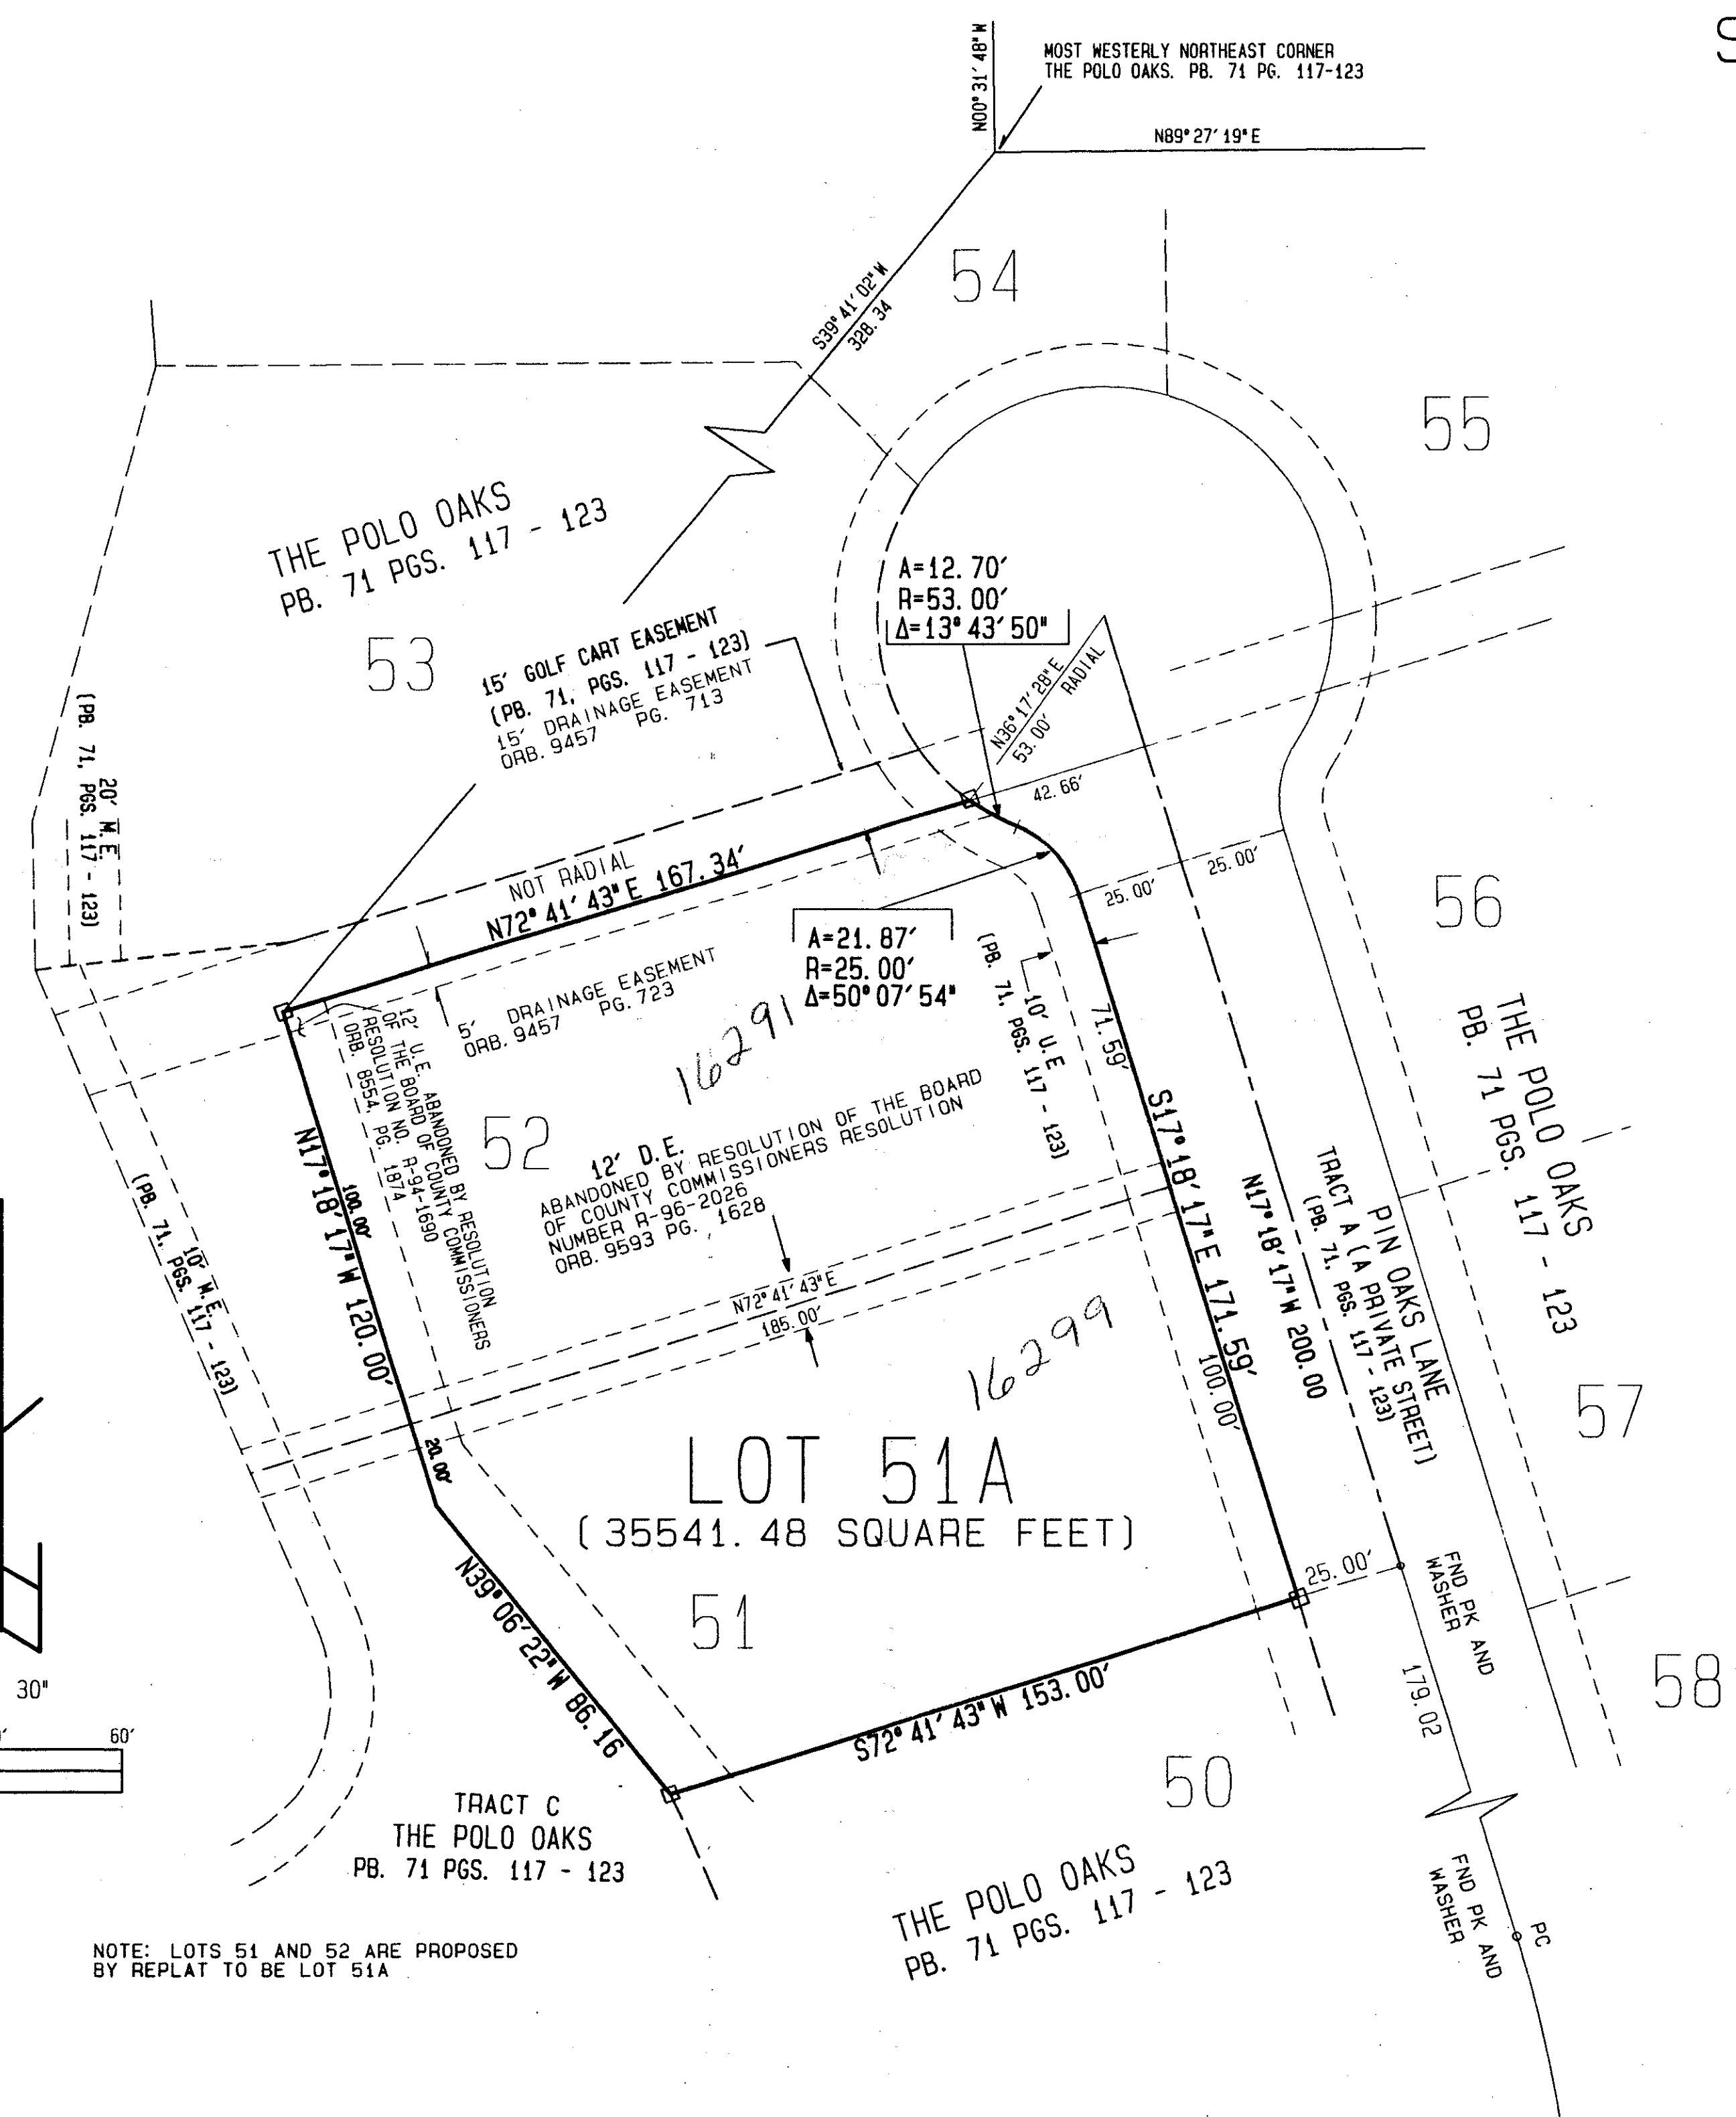 S
N00°31'48"W
MOST WESTERLY NORTHEAST CORNER
THE POLO OAKS. PB. 71 PG. 117-123
N89°27'19"E
S39°41'02"W
328.34
54
55
THE POLO OAKS
PB. 71 PGS. 117 - 123
53
A=12.70'
R=53.00'
Δ=13°43'50"
15' GOLF CART EASEMENT
(PB. 71, PGS. 117 - 123)
15' DRAINAGE EASEMENT
ORB. 9457 PG. 713
N36°17'28"E
53.00'
RADIAL
42.66'
20' M.E.
(PB. 71, PGS. 117 - 123)
NOT RADIAL
N72°41'43"E 167.34'
25.00'
25.00'
56
A=21.87'
R=25.00'
Δ=50°07'54"
5' DRAINAGE EASEMENT
ORB. 9457 PG. 723
16291
10' U.E
(PB. 71, PGS. 117 - 123)
71.59'
THE POLO OAKS
PB. 71 PGS. 117 - 123
12' U.E. ABANDONED BY RESOLUTION
OF THE BOARD OF COUNTY COMMISSIONERS
RESOLUTION NO. R-94-1690
ORB. 8554, PG. 1874
52
12' D.E.
ABANDONED BY RESOLUTION OF THE BOARD
OF COUNTY COMMISSIONERS RESOLUTION
NUMBER R-96-2026
ORB. 9593 PG. 1628
N17°18'17"W 120.00'
100.00'
20.00'
10' M.E.
(PB. 71, PGS. 117 - 123)
S17°18'17"E 171.59'
100.00'
N17°18'17"W 200.00
PIN OAKS LANE
TRACT A (A PRIVATE STREET)
(PB. 71, PGS. 117 - 123)
N72°41'43"E
185.00'
16299
57
LOT 51A
(35541.48 SQUARE FEET)
51
N39°06'22"W 86.16
25.00'
FND PK AND
WASHER
S72°41'43"W 153.00'
179.02
58
30"
60'
50
TRACT C
THE POLO OAKS
PB. 71 PGS. 117 - 123
THE POLO OAKS
PB. 71 PGS. 117 - 123
FND PK AND
WASHER
PC
NOTE: LOTS 51 AND 52 ARE PROPOSED
BY REPLAT TO BE LOT 51A